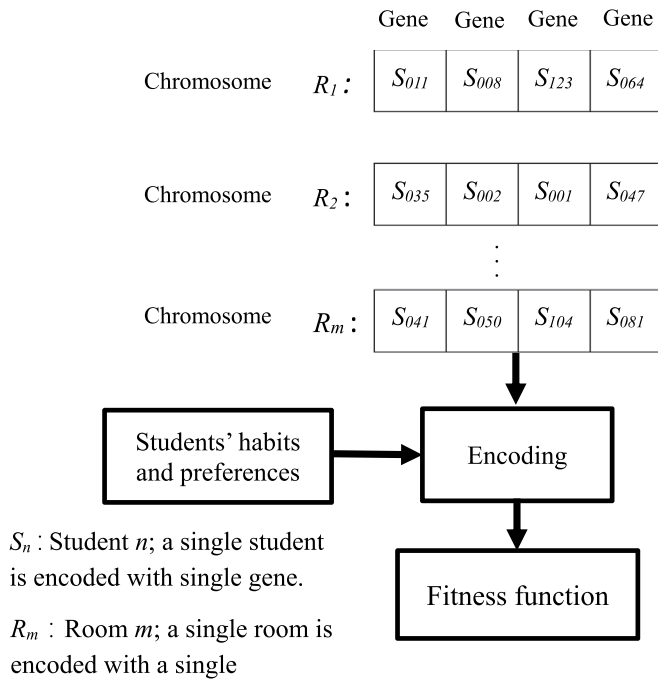 Gene Gene Gene Gene
Chromosome R1: S011 S008 S123 S064
Chromosome R2: S035 S002 S001 S047
⋮
Chromosome Rm: S041 S050 S104 S081
Students’ habits
and preferences
Encoding
Sn : Student n; a single student
is encoded with single gene.
Fitness function
Rm : Room m; a single room is
encoded with a single